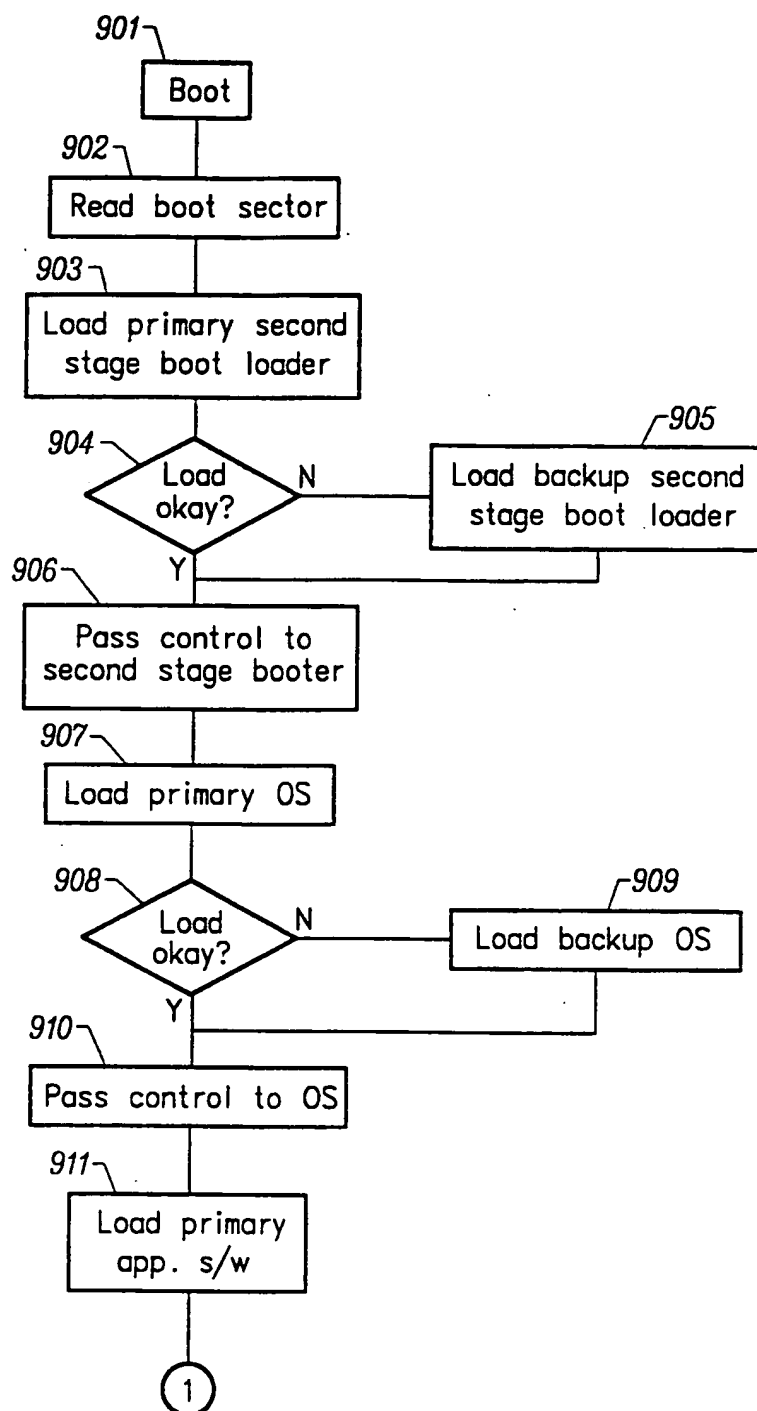 901
Boot
902
Read boot sector
903
Load primary second
stage boot loader
904
Load
okay?
N
905
Load backup second
stage boot loader
Y
906
Pass control to
second stage booter
907
Load primary OS
908
Load
okay?
N
909
Load backup OS
Y
910
Pass control to OS
911
Load primary
app. s/w
1